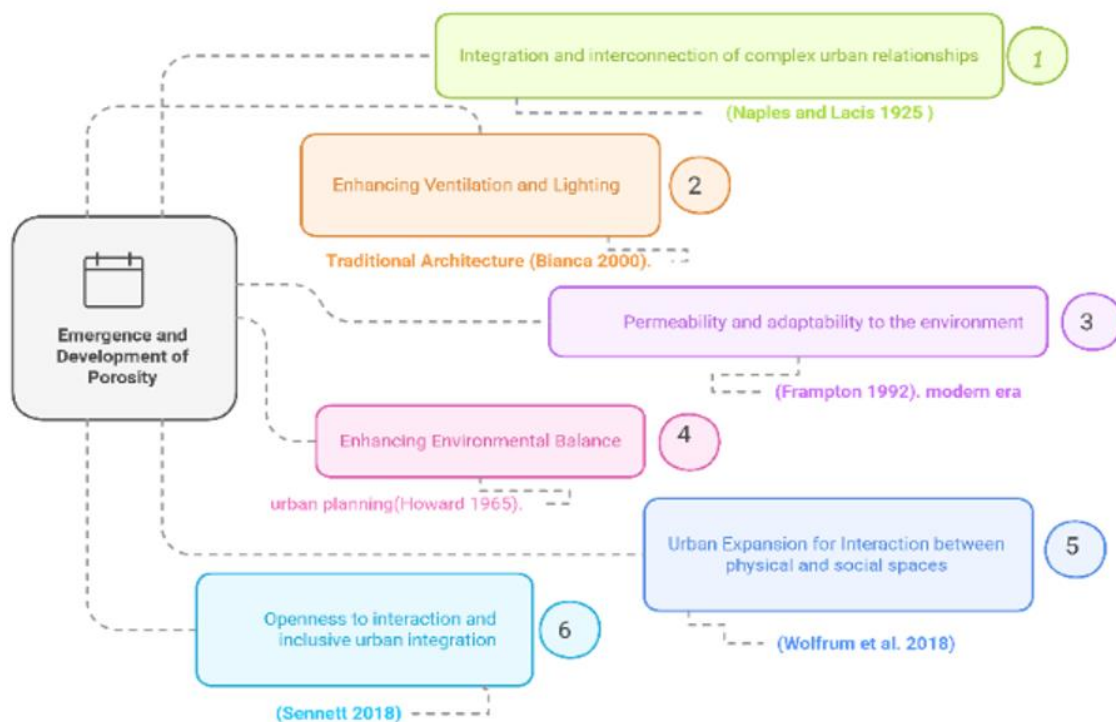 Integration and interconnection of complex urban relationships
1
(Naples and Lacis 1925 )
Enhancing Ventilation and Lighting
2
Traditional Architecture (Bianca 2000).
Emergence and
Development of
Porosity
Permeability and adaptability to the environment
3
(Frampton 1992). modern era
Enhancing Environmental Balance
4
urban planning(Howard 1965).
Urban Expansion for Interaction between
physical and social spaces
5
(Wolfrum et al. 2018)
Openness to interaction and
inclusive urban integration
6
(Sennett 2018)